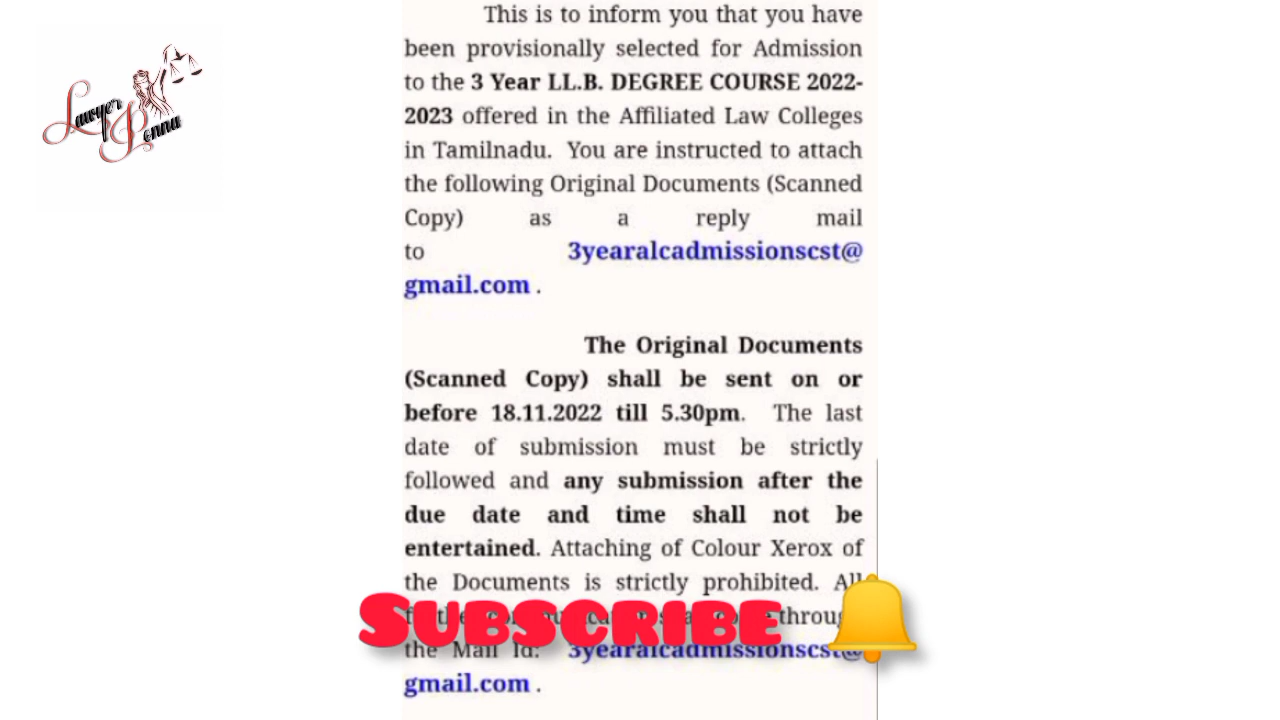 Lawyer
Ponna
This is to inform you that you have
been provisionally selected for Admission
to the 3 Year LL.B. DEGREE COURSE 2022-
2023 offered in the Affiliated Law Colleges
in Tamilnadu. You are instructed to attach
the following Original Documents (Scanned
Copy) as a reply mail
to 3yearalcadmissionscst@
gmail.com .
The Original Documents
(Scanned Copy) shall be sent on or
before 18.11.2022 till 5.30pm. The last
date of submission must be strictly
followed and any submission after the
due date and time shall not be
entertained. Attaching of Colour Xerox of
the Documents is strictly prohibited. All
through
SUBSCRIBE
the Mail Id: 3yearalcadmissionscst@
gmail.com .